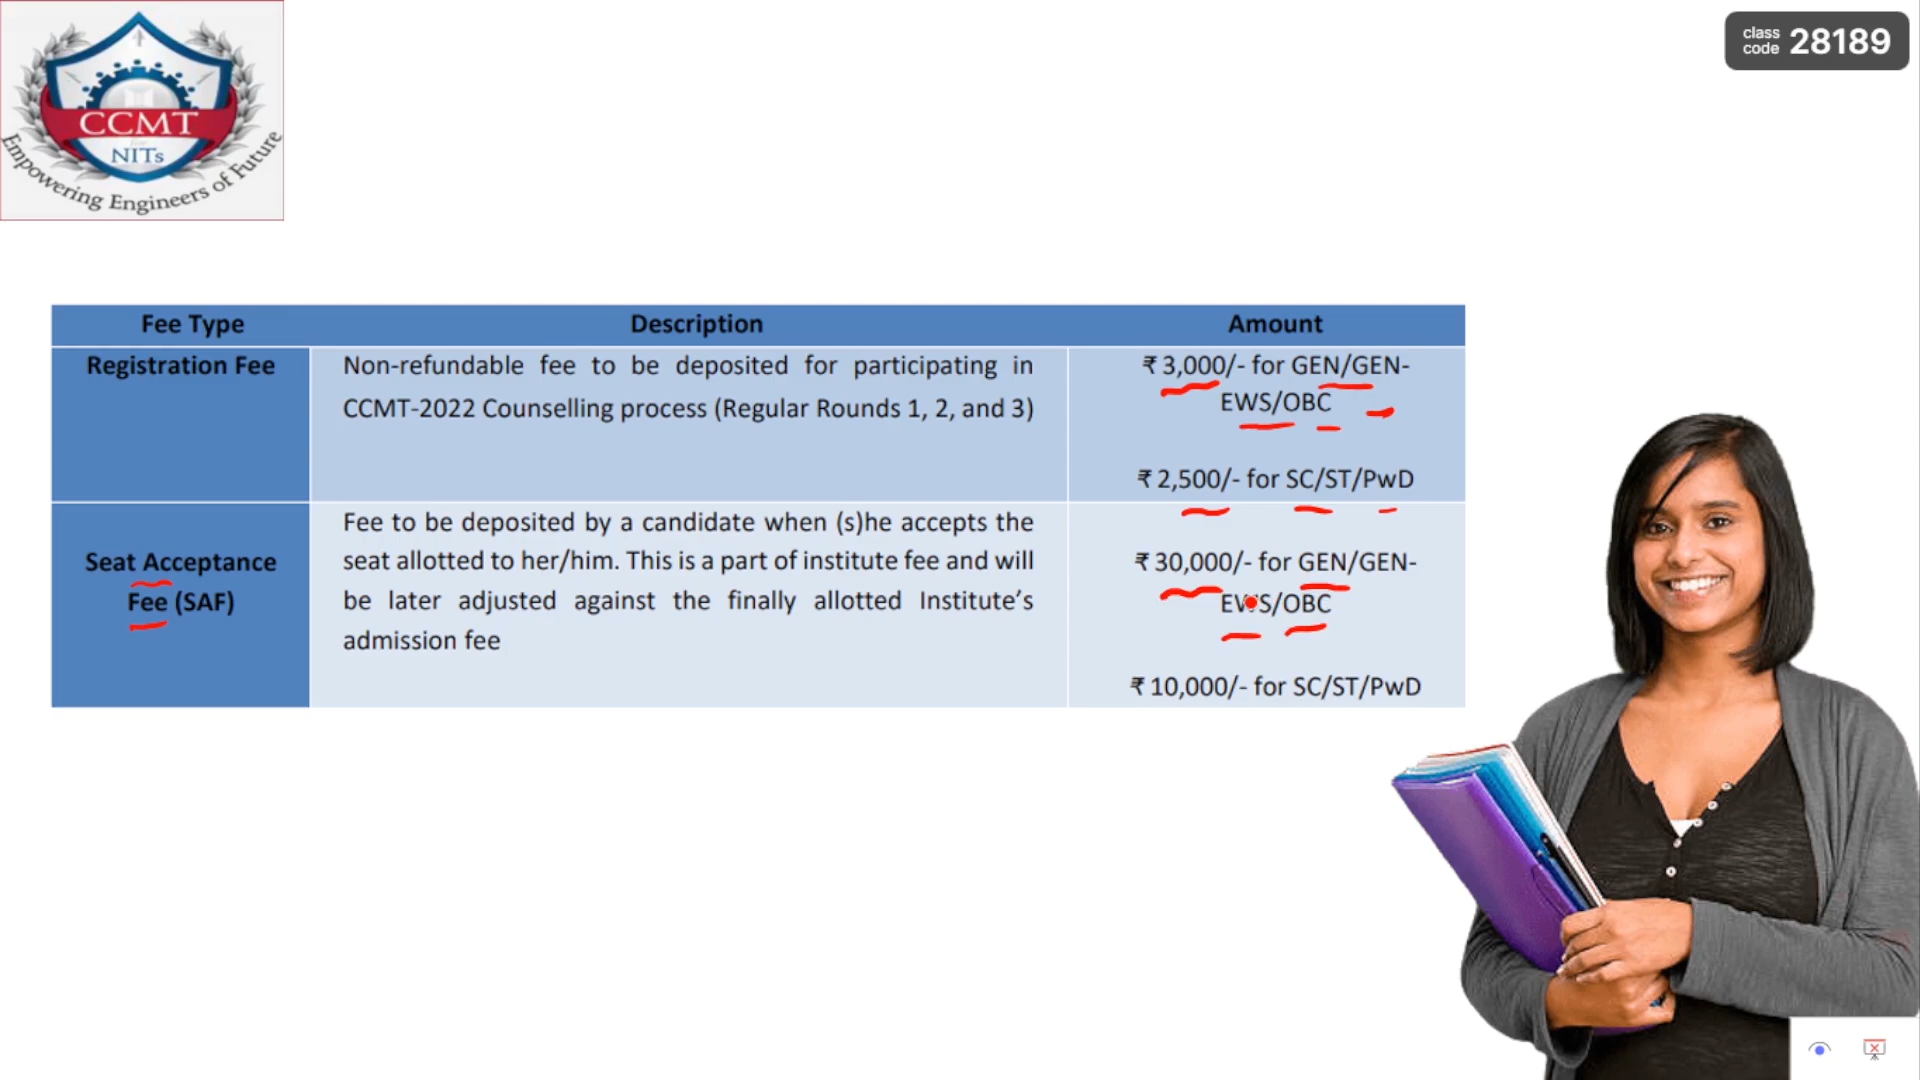 class
code 28189
CCMT
for
NITs
Empowering Engineers of Future
Fee Type Description Amount
Registration Fee
Non-refundable fee to be deposited for participating in
CCMT-2022 Counselling process (Regular Rounds 1, 2, and 3)
₹ 3,000/- for GEN/GEN-
EWS/OBC
₹ 2,500/- for SC/ST/PwD
Seat Acceptance
Fee (SAF)
Fee to be deposited by a candidate when (s)he accepts the
seat allotted to her/him. This is a part of institute fee and will
be later adjusted against the finally allotted Institute's
admission fee
₹ 30,000/- for GEN/GEN-
EWS/OBC
₹ 10,000/- for SC/ST/PwD